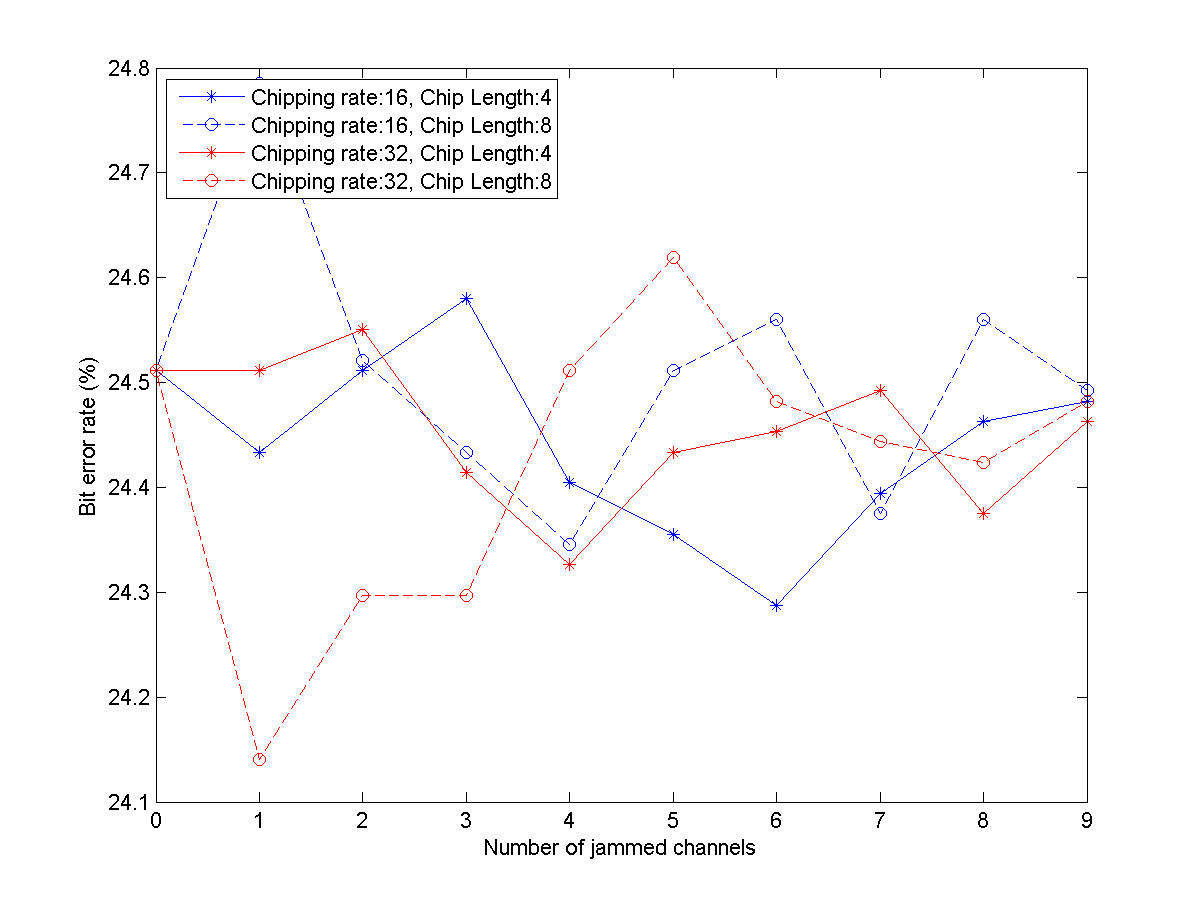 24.8
24.7
24.6
24.5
24.4
24.3
24.2
24.1
Bit error rate (%)
Chipping rate:16, Chip Length:4
Chipping rate:16, Chip Length:8
Chipping rate:32, Chip Length:4
Chipping rate:32, Chip Length:8
0 1 2 3 4 5 6 7 8 9
Number of jammed channels